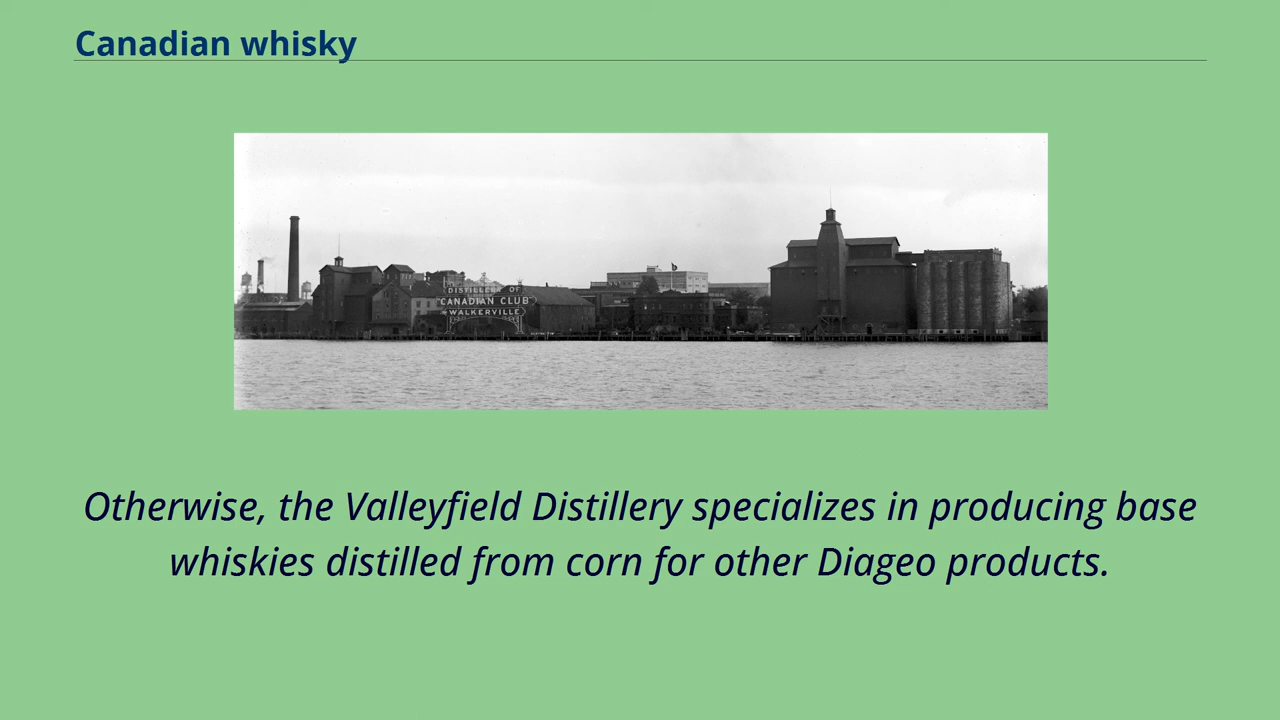 Canadian whisky
DISTILLERY OF
CANADIAN CLUB
WALKERVILLE
Otherwise, the Valleyfield Distillery specializes in producing base
whiskies distilled from corn for other Diageo products.